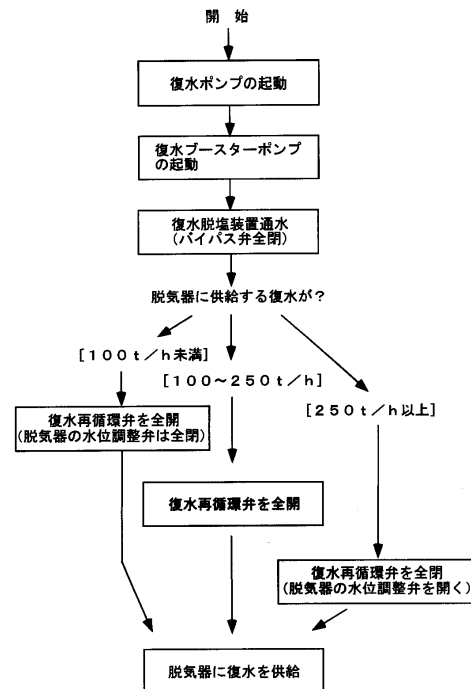 開 始
復水ポンプの起動
復水ブースターポンプ
の起動
復水脱塩装置通水
(バイパス弁全閉)
脱気器に供給する復水が？
[１００ｔ／ｈ未満]
[１００～２５０ｔ／ｈ]
[２５０ｔ／ｈ以上]
復水再循環弁を全開
(脱気器の水位調整弁は全閉)
復水再循環弁を全開
復水再循環弁を全閉
(脱気器の水位調整弁を開く)
脱気器に復水を供給